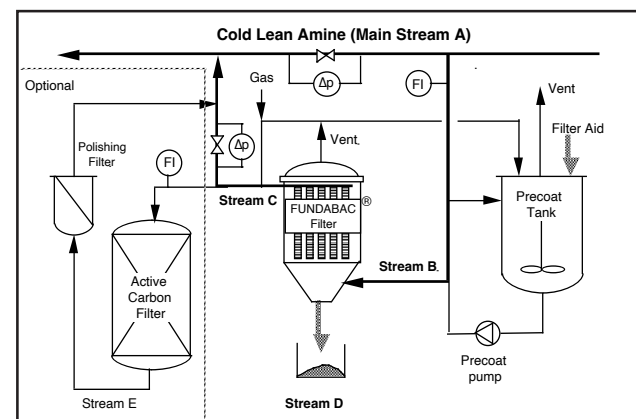 Cold Lean Amine (Main Stream A)
Optional
Gas
Δp
FI
Vent
Polishing
Filter
Δp
Vent.
Filter Aid
FI
Stream C
®
FUNDABAC
Filter
Precoat
Tank
Stream B.
Active
Carbon
Filter
Precoat
pump
Stream E
Stream D